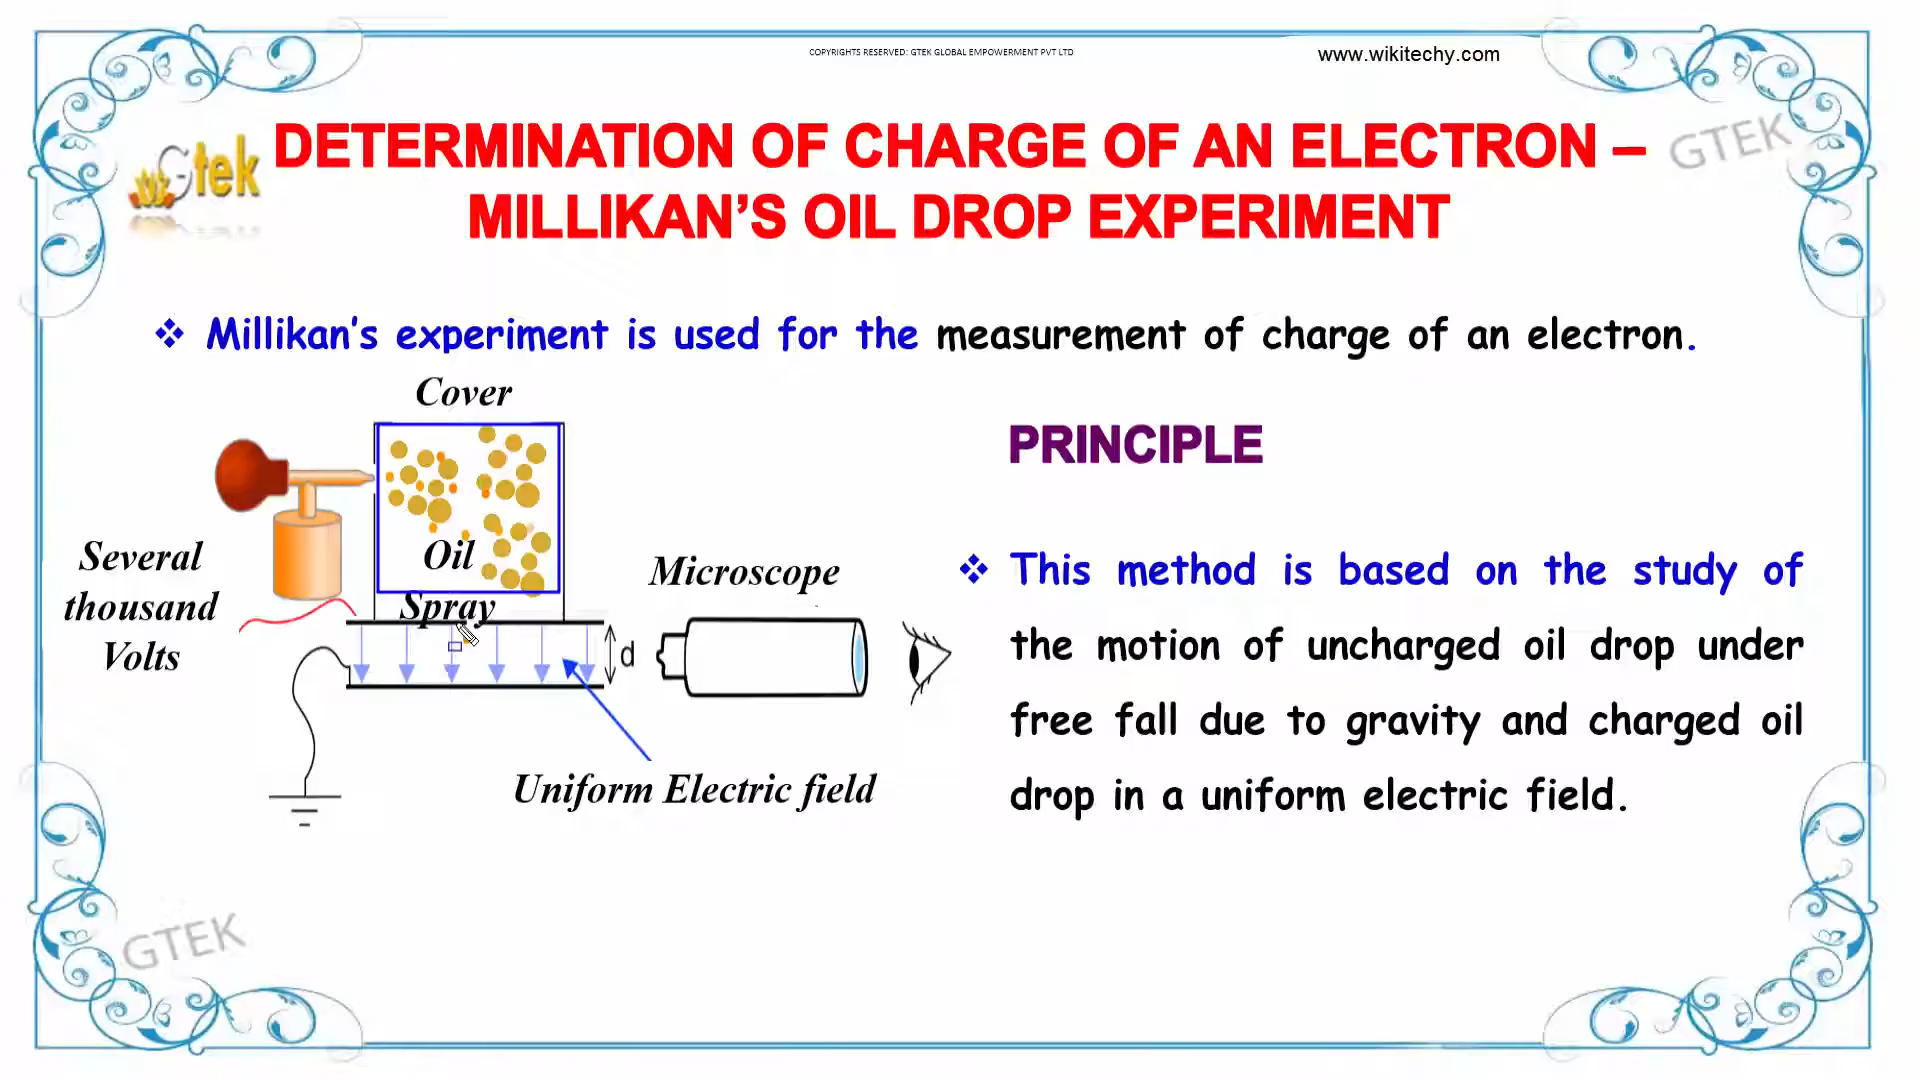 COPYRIGHTS RESERVED: GTEK GLOBAL EMPOWERMENT PVT LTD
www.wikitechy.com
Gtek
GTEK
DETERMINATION OF CHARGE OF AN ELECTRON –
MILLIKAN’S OIL DROP EXPERIMENT
❖ Millikan’s experiment is used for the measurement of charge of an electron.
Cover
PRINCIPLE
Oil
Spray
Several
thousand
Volts
Microscope
d
Uniform Electric field
❖ This method is based on the study of
the motion of uncharged oil drop under
free fall due to gravity and charged oil
drop in a uniform electric field.
GTEK